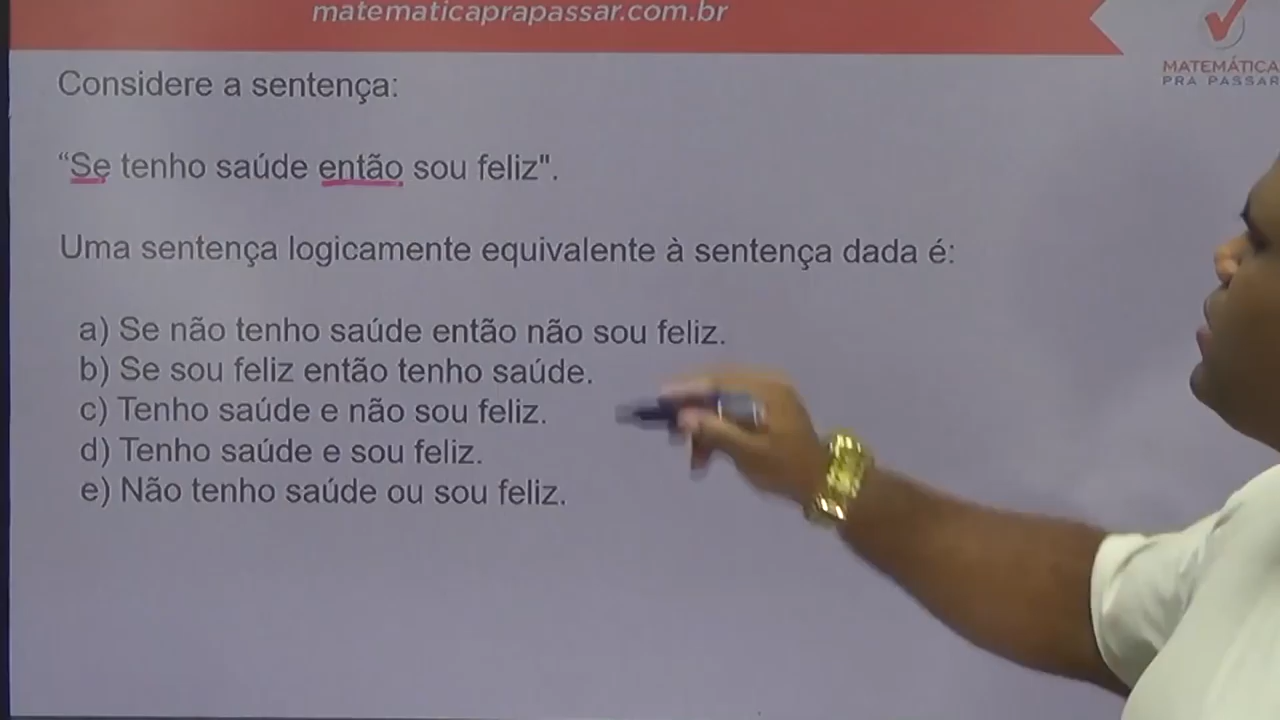 matematicaprapassar.com.br
MATEMÁTICA
PRA PASSAR
Considere a sentença:
“Se tenho saúde então sou feliz".
Uma sentença logicamente equivalente à sentença dada é:
a) Se não tenho saúde então não sou feliz.
b) Se sou feliz então tenho saúde.
c) Tenho saúde e não sou feliz.
d) Tenho saúde e sou feliz.
e) Não tenho saúde ou sou feliz.